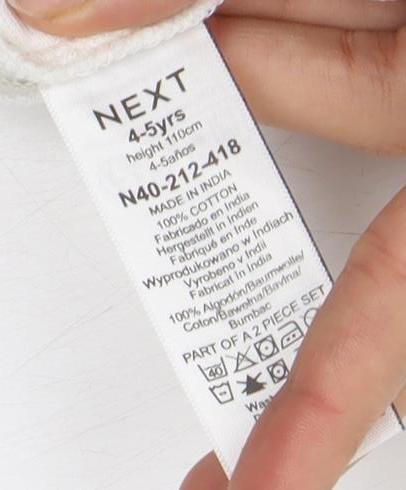 NEXT
4-5yrs
height 110cm
4-5años
N40-212-418
MADE IN INDIA
100% COTTON
Fabricado en India
Hergestellt in Indien
Fabriqué en Inde
Wyprodukowano w Indiach
Vyrobeno v Indii
Fabricat în India
100% Algodón/Baumwolle/
Coton/Bawełna/Bavlna/
Bumbac
PART OF A 2 PIECE SET
40